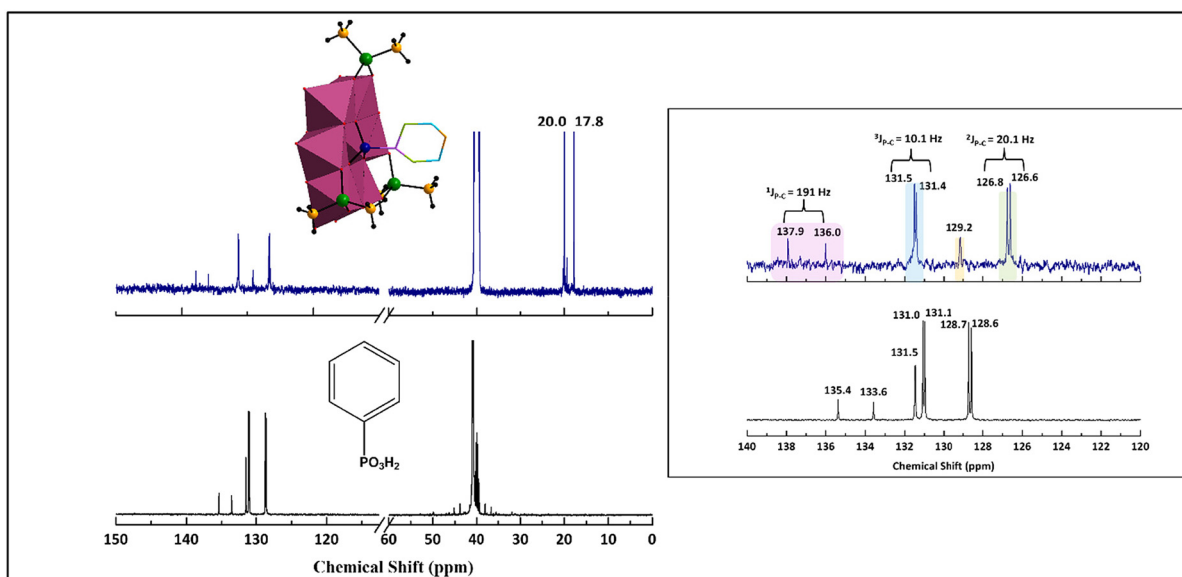 20.0 17.8
PO₃H₂
150 140 130 120 60 50 40 30 20 10 0
Chemical Shift (ppm)
³J_P-C = 10.1 Hz
²J_P-C = 20.1 Hz
¹J_P-C = 191 Hz
131.5
131.4
126.8
126.6
137.9
136.0
129.2
131.0
131.1
128.7
128.6
131.5
135.4
133.6
140 138 136 134 132 130 128 126 124 122 120
Chemical Shift (ppm)